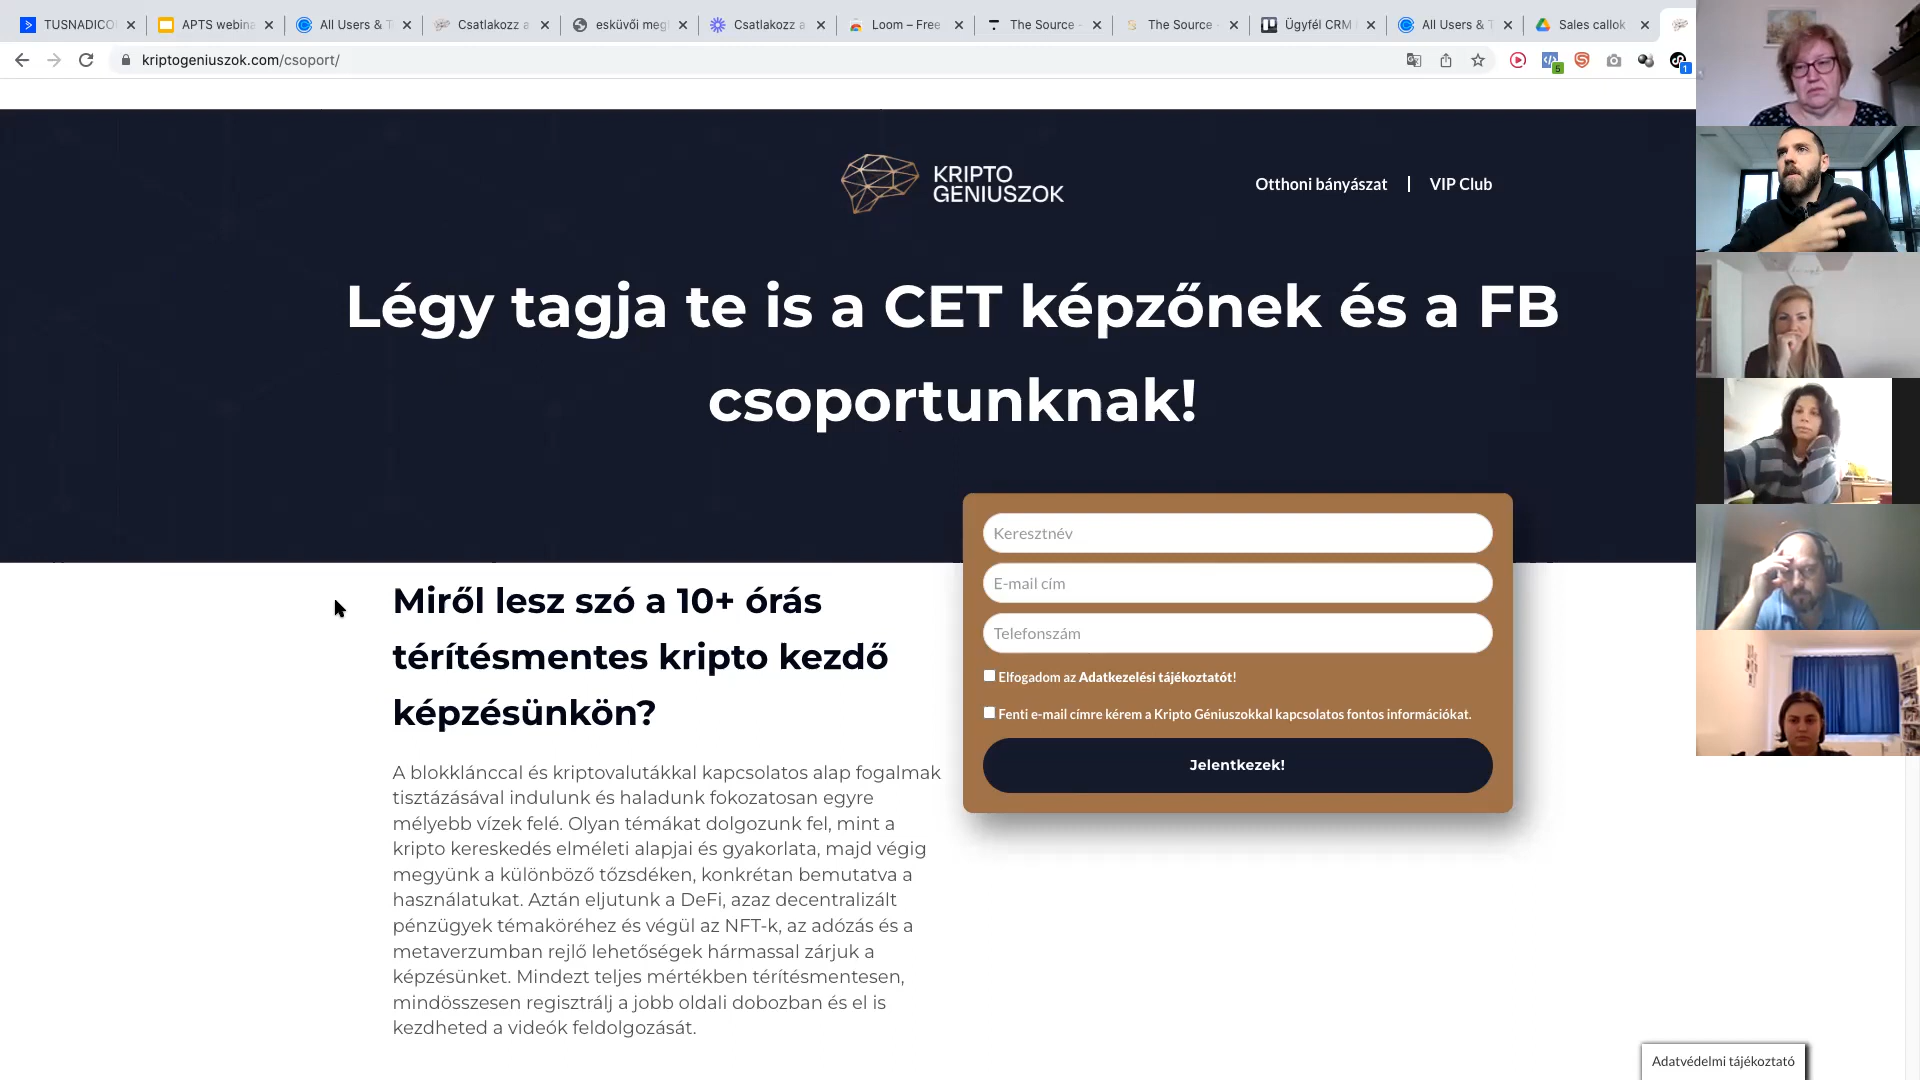 TUSNADICO
APTS webina
All Users & T
Csatlakozz a
esküvői meg
Csatlakozz a
Loom – Free
The Source -
The Source -
Ügyfél CRM
All Users & T
Sales callok
kriptogeniuszok.com/csoport/
5
1
KRIPTO
GENIUSZOK
Otthoni bányászat
VIP Club
Légy tagja te is a CET képzőnek és a FB
csoportunknak!
Keresztnév
E-mail cím
Telefonszám
Elfogadom az Adatkezelési tájékoztatót!
Fenti e-mail címre kérem a Kripto Géniuszokkal kapcsolatos fontos információkat.
Jelentkezek!
Miről lesz szó a 10+ órás
térítésmentes kripto kezdő
képzésünkön?
A blokklánccal és kriptovalutákkal kapcsolatos alap fogalmak
tisztázásával indulunk és haladunk fokozatosan egyre
mélyebb vízek felé. Olyan témákat dolgozunk fel, mint a
kripto kereskedés elméleti alapjai és gyakorlata, majd végig
megyünk a különböző tőzsdéken, konkrétan bemutatva a
használatukat. Aztán eljutunk a DeFi, azaz decentralizált
pénzügyek témaköréhez és végül az NFT-k, az adózás és a
metaverzumban rejlő lehetőségek hármassal zárjuk a
képzésünket. Mindezt teljes mértékben térítésmentesen,
mindösszesen regisztrálj a jobb oldali dobozban és el is
kezdheted a videók feldolgozását.
Adatvédelmi tájékoztató